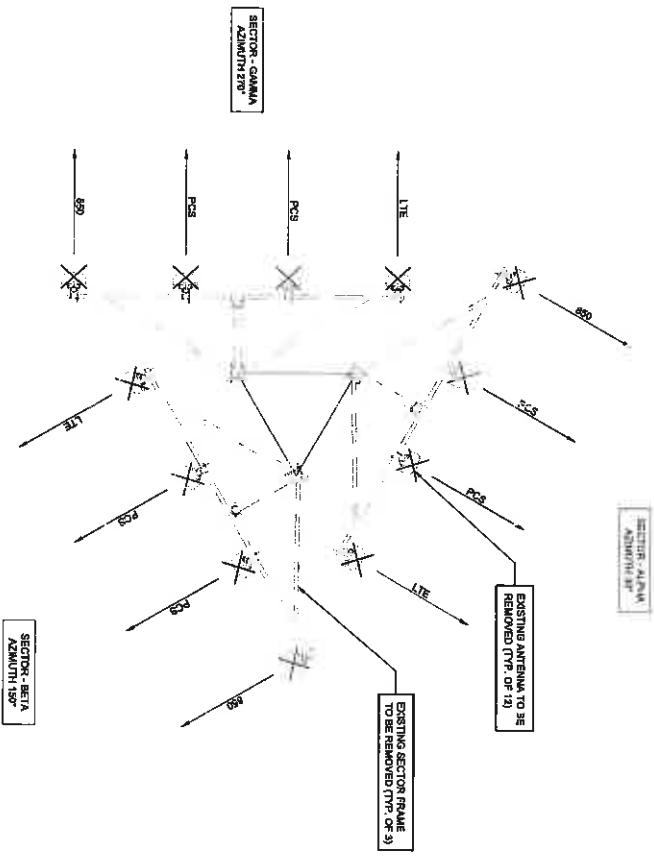 SECTOR - GAMMA
AZIMUTH 270°
850
PCS
PCS
LTE
850
PCS
PCS
LTE
SECTOR - ALPHA
EXISTING ANTENNA TO BE
REMOVED (TYP. OF 12)
EXISTING SECTOR FRAME
TO BE REMOVED (TYP. OF 3)
LTE
PCS
PCS
850
SECTOR - BETA
AZIMUTH 150°